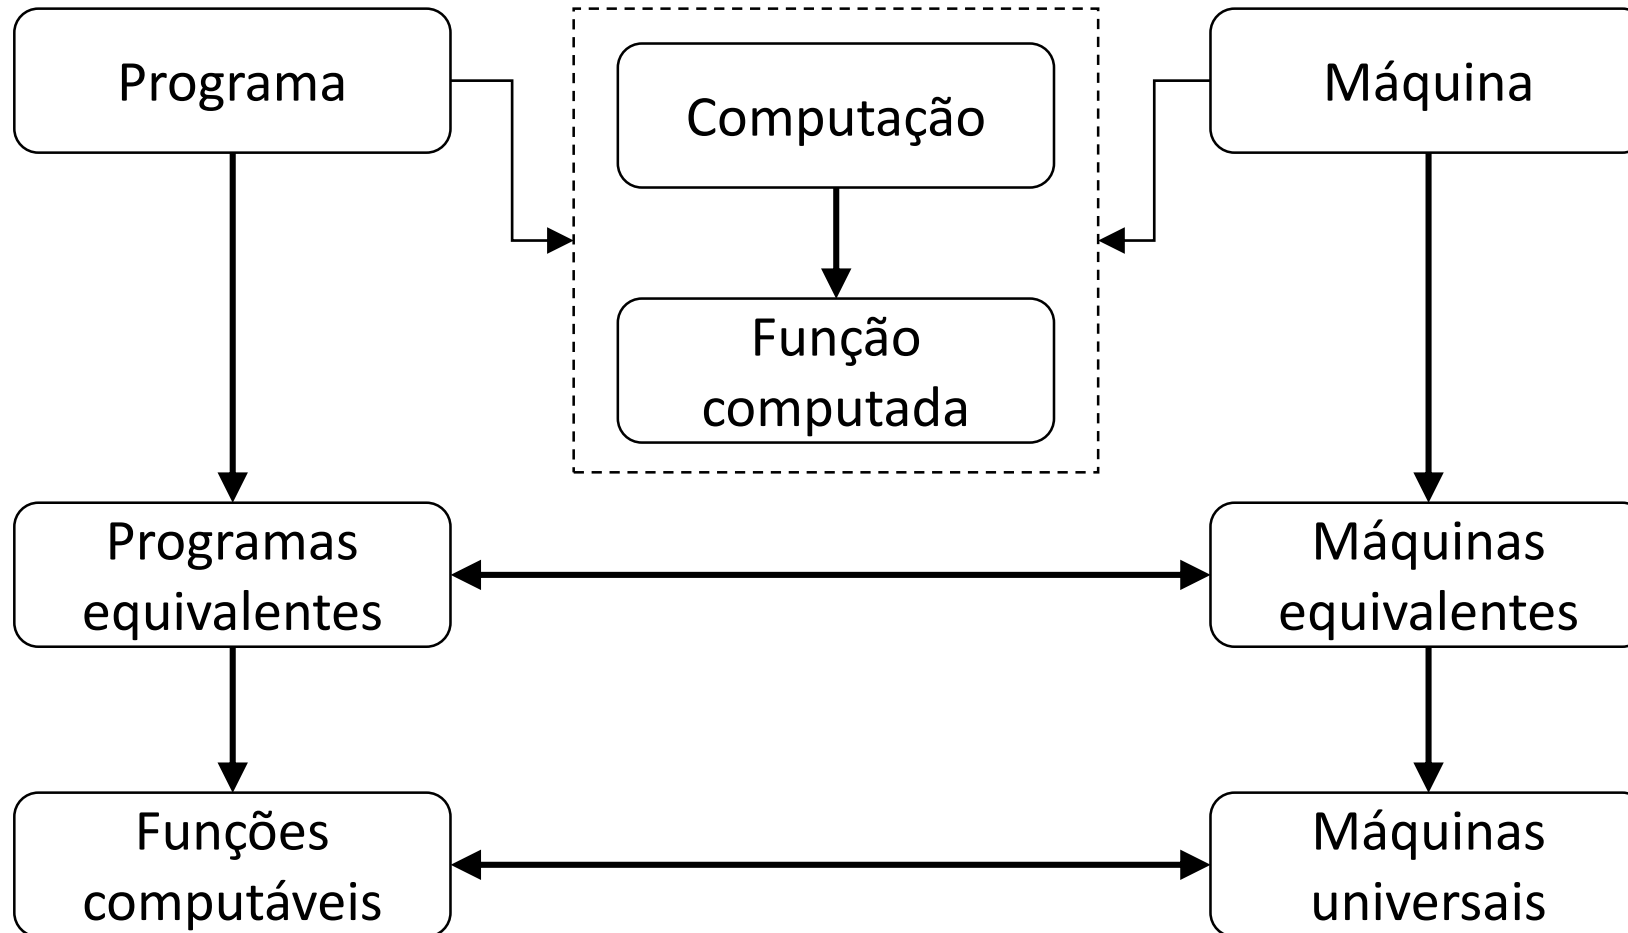 Programa
Computação
Máquina
Função
computada
Programas
equivalentes
Máquinas
equivalentes
Funções
computáveis
Máquinas
universais